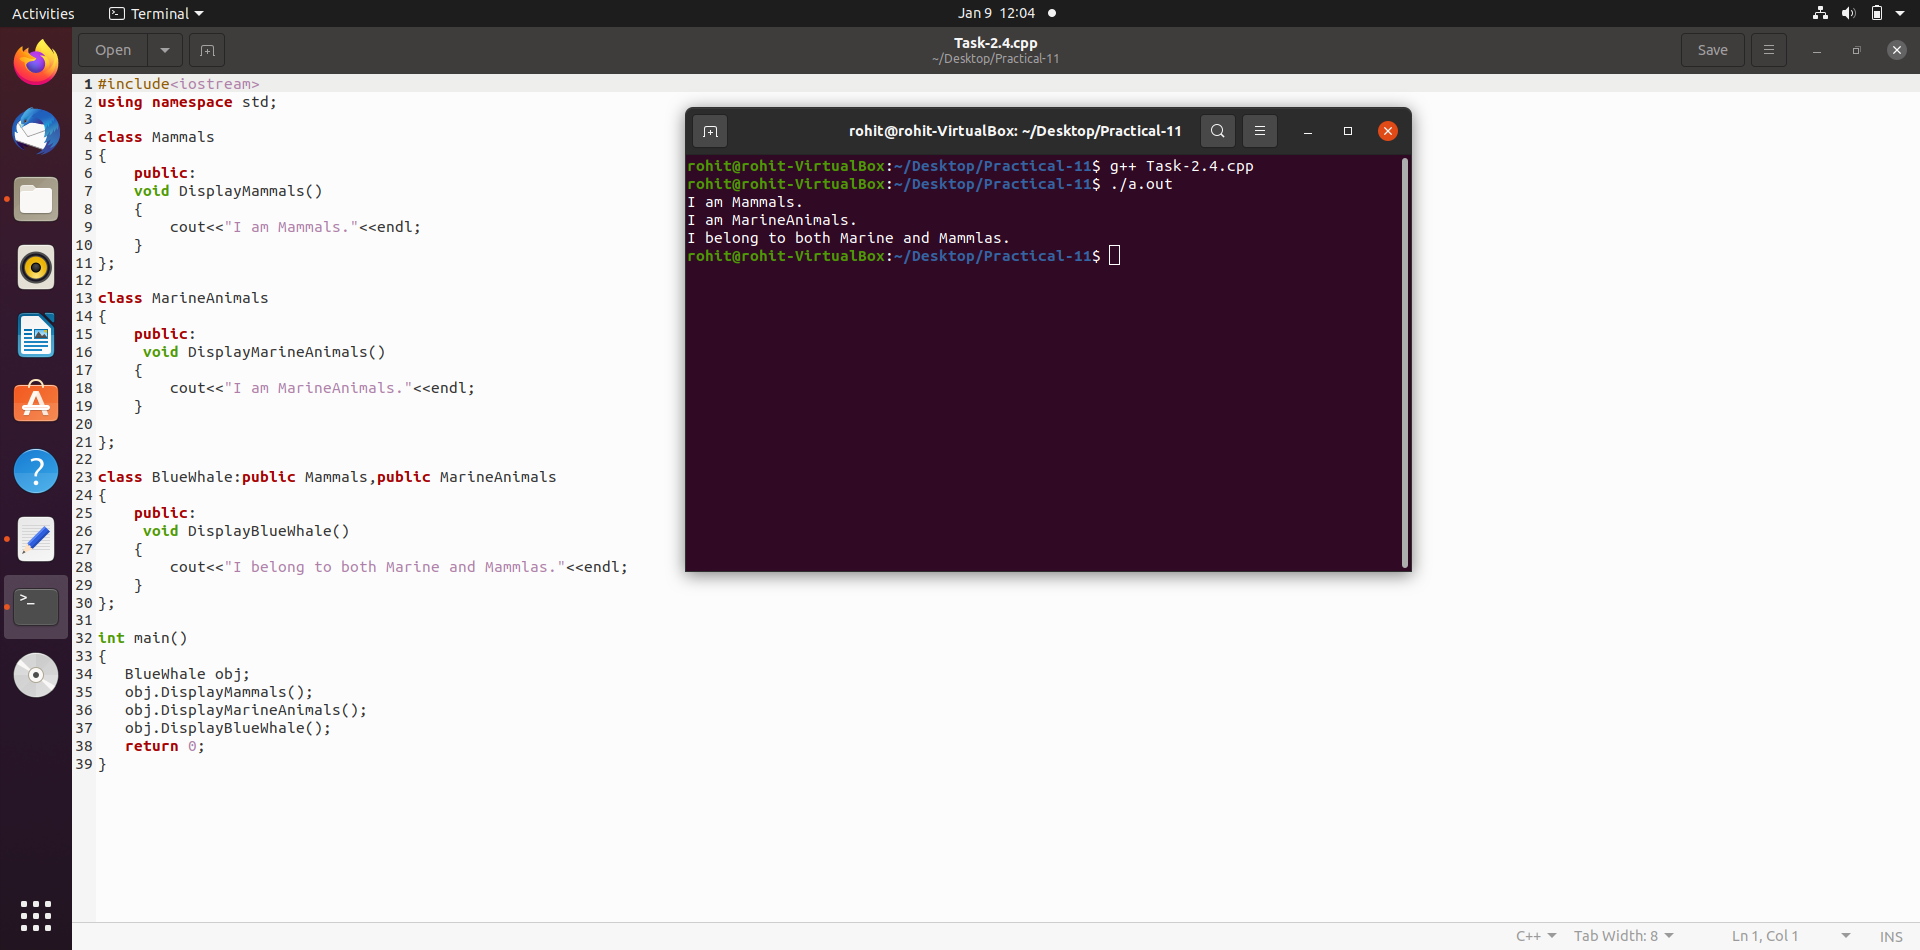 Activities
Terminal
Jan 9 12:04
Open
Task-2.4.cpp
~/Desktop/Practical-11
Save
1 #include<iostream>
2 using namespace std;
3
4 class Mammals
5 {
6     public:
7     void DisplayMammals()
8     {
9         cout<<"I am Mammals."<<endl;
10     }
11 };
12
13 class MarineAnimals
14 {
15     public:
16      void DisplayMarineAnimals()
17     {
18         cout<<"I am MarineAnimals."<<endl;
19     }
20
21 };
22
23 class BlueWhale:public Mammals,public MarineAnimals
24 {
25     public:
26      void DisplayBlueWhale()
27     {
28         cout<<"I belong to both Marine and Mammlas."<<endl;
29     }
30 };
31
32 int main()
33 {
34    BlueWhale obj;
35    obj.DisplayMammals();
36    obj.DisplayMarineAnimals();
37    obj.DisplayBlueWhale();
38    return 0;
39 }
rohit@rohit-VirtualBox: ~/Desktop/Practical-11
rohit@rohit-VirtualBox:~/Desktop/Practical-11$ g++ Task-2.4.cpp
rohit@rohit-VirtualBox:~/Desktop/Practical-11$ ./a.out
I am Mammals.
I am MarineAnimals.
I belong to both Marine and Mammlas.
rohit@rohit-VirtualBox:~/Desktop/Practical-11$
C++
Tab Width: 8
Ln 1, Col 1
INS